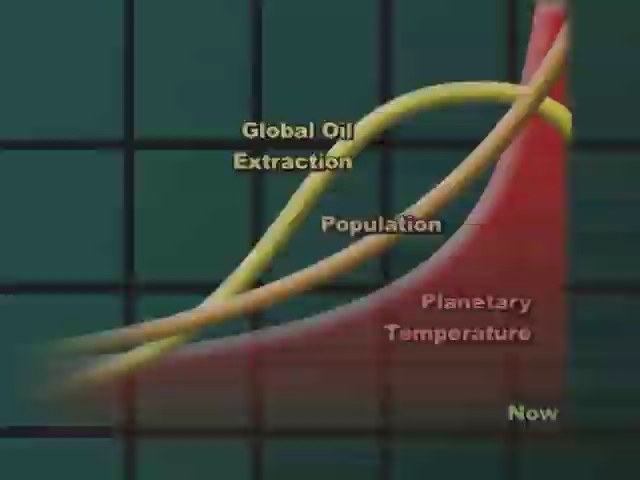 Global Oil
Extraction
Population
Planetary
Temperature
Now